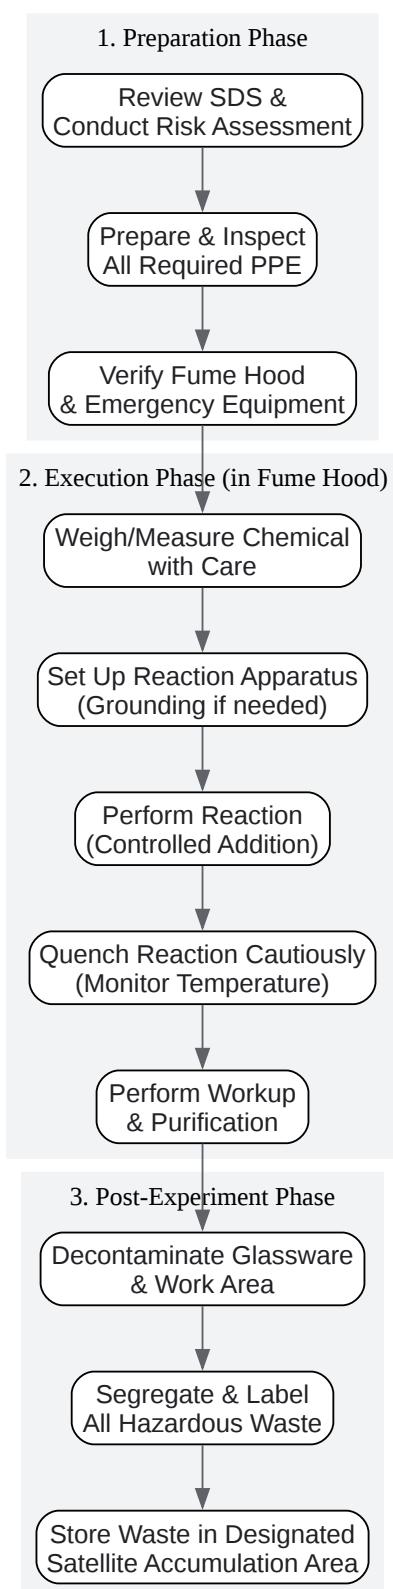 1. Preparation Phase
Review SDS &
Conduct Risk Assessment
Prepare & Inspect
All Required PPE
Verify Fume Hood
& Emergency Equipment
2. Execution Phase (in Fume Hood)
Weigh/Measure Chemical
with Care
Set Up Reaction Apparatus
(Grounding if needed)
Perform Reaction
(Controlled Addition)
Quench Reaction Cautiously
(Monitor Temperature)
Perform Workup
& Purification
3. Post-Experiment Phase
Decontaminate Glassware
& Work Area
Segregate & Label
All Hazardous Waste
Store Waste in Designated
Satellite Accumulation Area